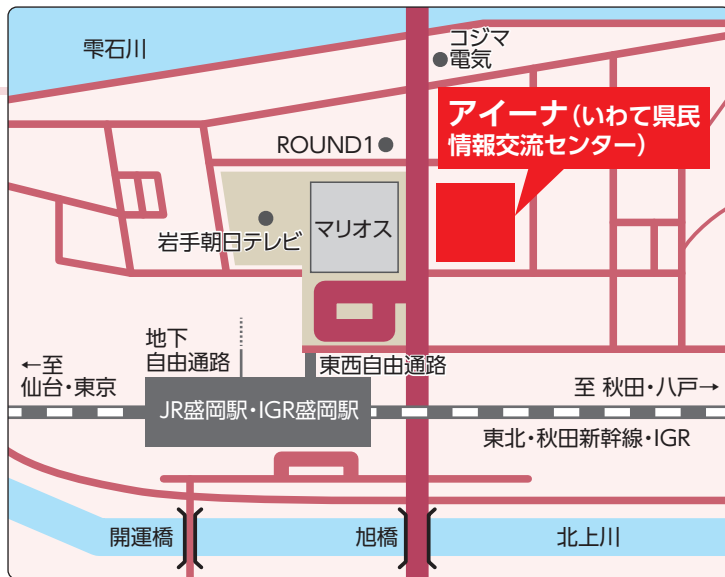 雫石川
コジマ
電気
アイーナ(いわて県民
情報交流センター)
ROUND1
マリオス
岩手朝日テレビ
地下
自由通路
東西自由通路
←至
仙台・東京
至 秋田・八戸→
JR盛岡駅・IGR盛岡駅
東北・秋田新幹線・IGR
開運橋
旭橋
北上川